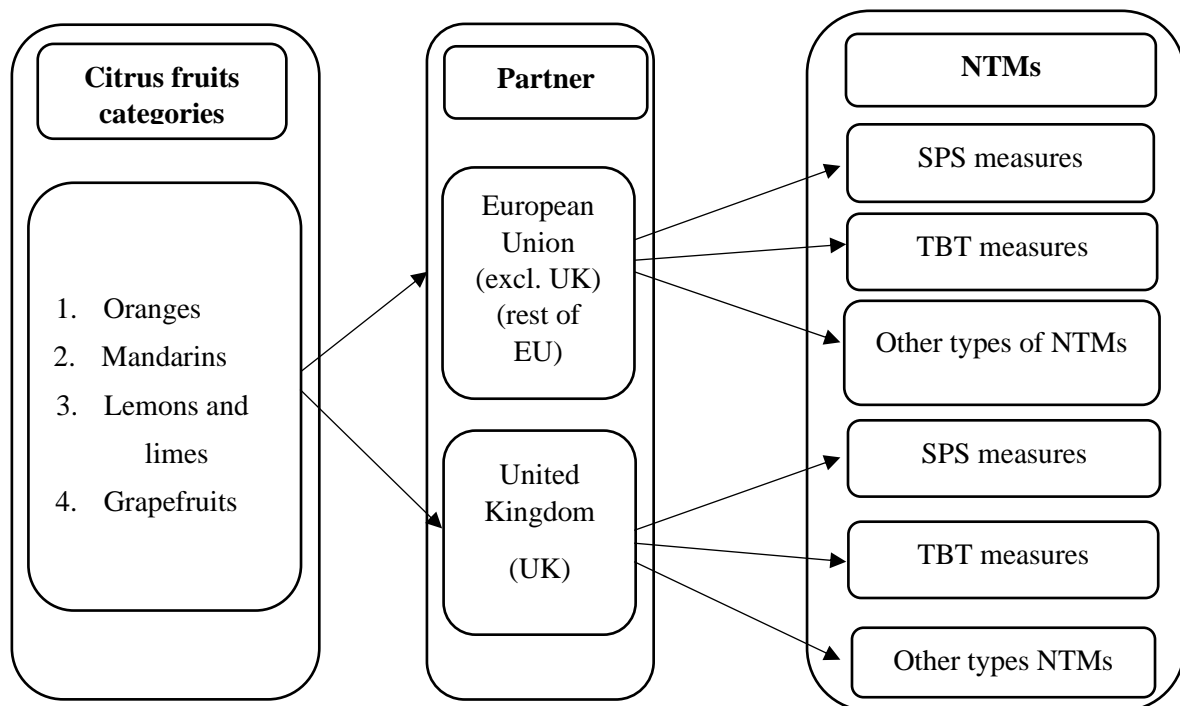 Citrus fruits
categories
1. Oranges
2. Mandarins
3. Lemons and
limes
4. Grapefruits
Partner
European
Union
(excl. UK)
(rest of
EU)
United
Kingdom
(UK)
NTMs
SPS measures
TBT measures
Other types of NTMs
SPS measures
TBT measures
Other types NTMs